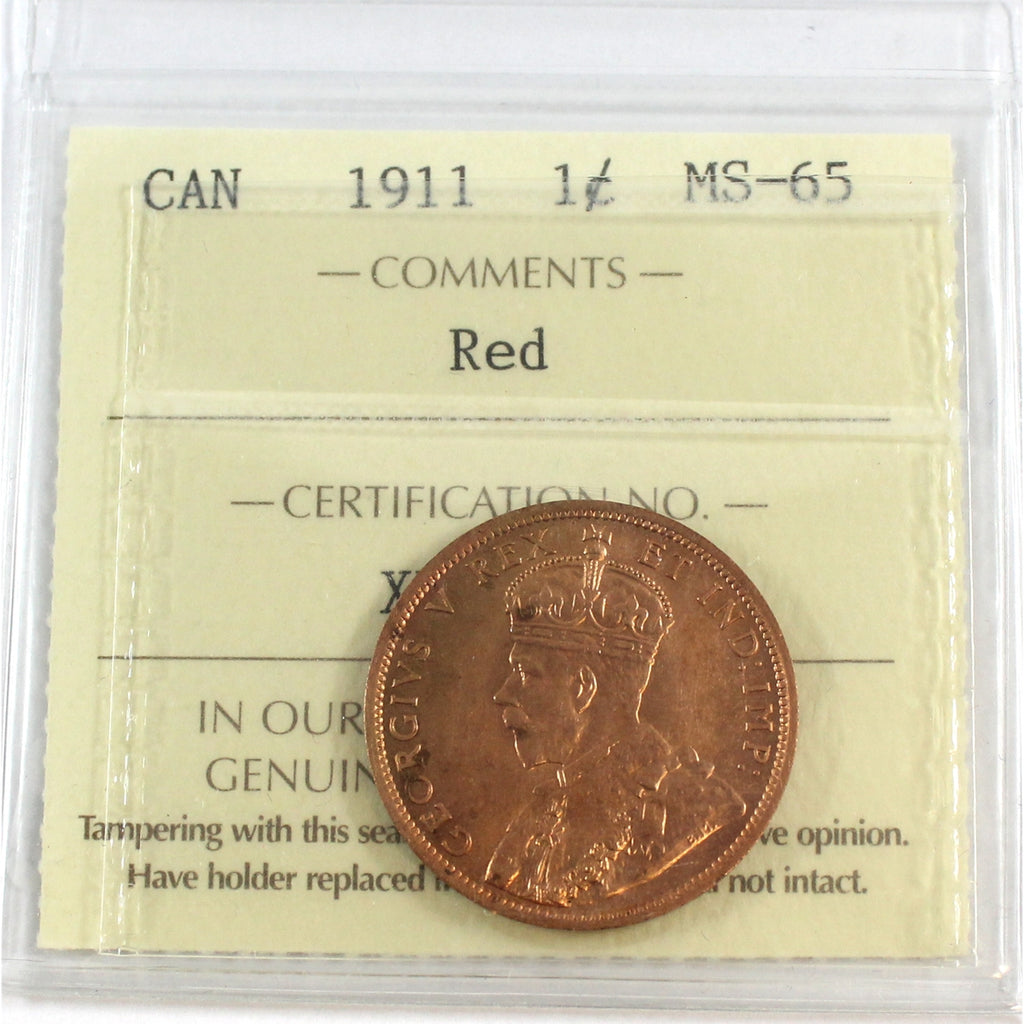 CAN 1911 1¢ MS-65
— COMMENTS —
Red
— CERTIFICATION NO. —
IN OUR
GENUIN
Tampering with this sea ve opinion.
Have holder replaced not intact.
GEORGIVS V REX ET IND: IMP:
B.M.